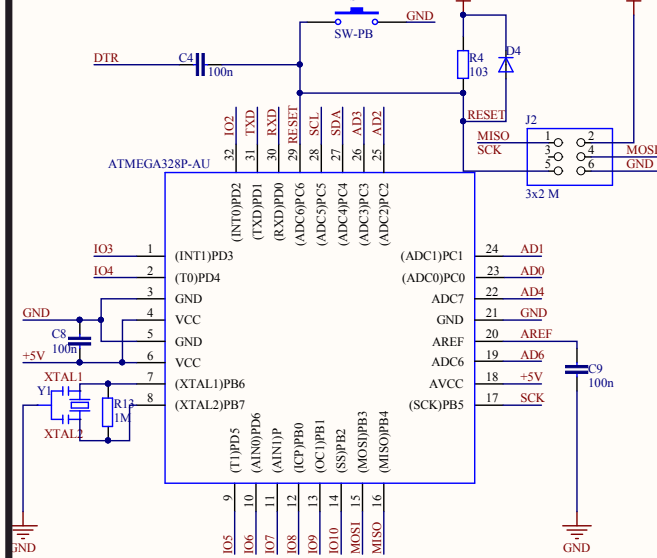 GND
SW-PB
DTR
C4
100n
R4
103
D4
RESET
J2
MISO
SCK
1
2
3
4
5
6
MOSI
GND
3x2 M
IO2
TXD
RXD
RESET
SCL
SDA
AD3
AD2
32
31
30
29
28
27
26
25
ATMEGA328P-AU
(INT0)PD2
(TXD)PD1
(RXD)PD0
(ADC6)PC6
(ADC5)PC5
(ADC4)PC4
(ADC3)PC3
(ADC2)PC2
IO3 1 (INT1)PD3
(ADC1)PC1 24 AD1
IO4 2 (T0)PD4
(ADC0)PC0 23 AD0
3 GND
ADC7 22 AD4
GND
4 VCC
GND 21 GND
C8
100n
5 GND
AREF 20 AREF
+5V
6 VCC
ADC6 19 AD6
C9
100n
XTAL1
7 (XTAL1)PB6
AVCC 18 +5V
Y1
R13
1M
8 (XTAL2)PB7
(SCK)PB5 17 SCK
XTAL2
(T1)PD5
(AIN0)PD6
(AIN1)P
(ICP)PB0
(OC1)PB1
(SS)PB2
(MOSI)PB3
(MISO)PB4
9
10
11
12
13
14
15
16
IO5
IO6
IO7
IO8
IO9
IO10
MOSI
MISO
GND
GND